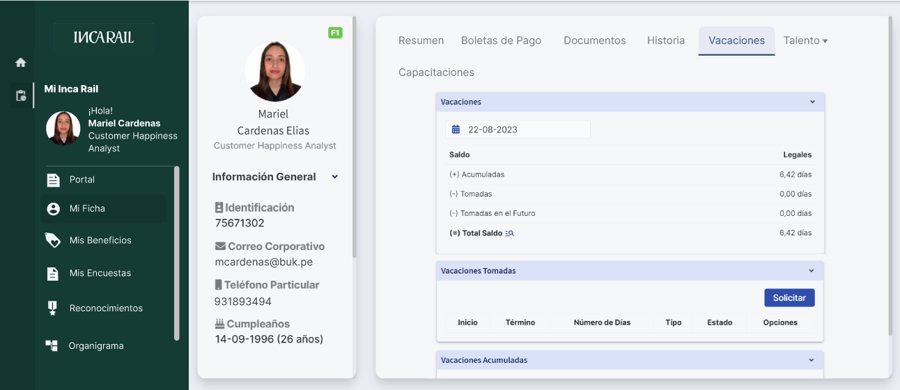 INCA RAIL
Mi Inca Rail
¡Hola!
Mariel Cardenas
Customer Happiness
Analyst
Portal
Mi Ficha
Mis Beneficios
Mis Encuestas
Reconocimientos
Organigrama
F1
Mariel
Cardenas Elias
Customer Happiness Analyst
Información General
Identificación
75671302
Correo Corporativo
mcardenas@buk.pe
Teléfono Particular
931893494
Cumpleaños
14-09-1996 (26 años)
Resumen Boletas de Pago Documentos Historia Vacaciones Talento
Capacitaciones
Vacaciones
22-08-2023
Saldo Legales
(+) Acumuladas 6,42 días
(-) Tomadas 0,00 días
(-) Tomadas en el Futuro 0,00 días
(=) Total Saldo 6,42 días
Vacaciones Tomadas
Solicitar
Inicio Término Número de Días Tipo Estado Opciones
Vacaciones Acumuladas